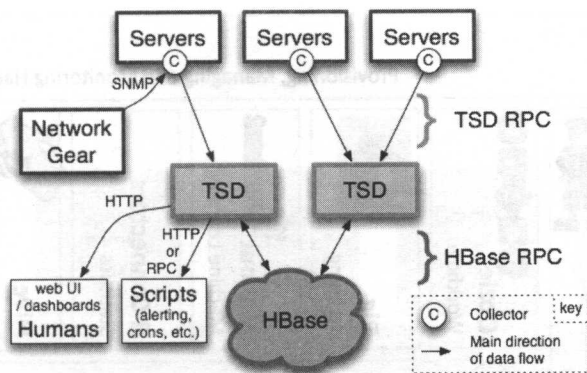 Servers
Servers
Servers
C
C
C
SNMP
Network
Gear
TSD RPC
TSD
TSD
HTTP
HTTP
or
RPC
HBase RPC
web UI
/ dashboards
Humans
Scripts
(alerting,
crons, etc.)
HBase
key
C Collector
Main direction
of data flow